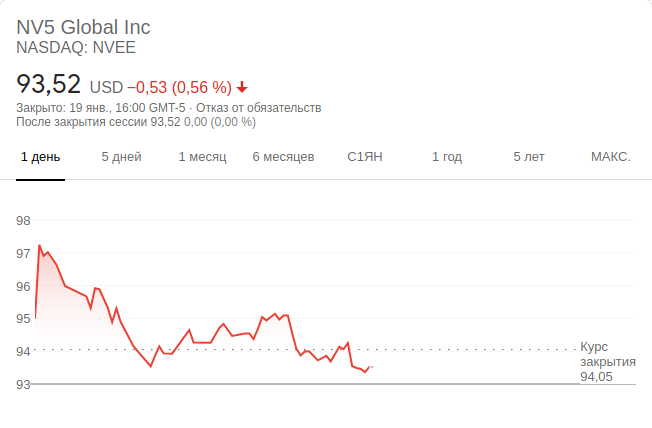 NV5 Global Inc
NASDAQ: NVEE
93,52 USD −0,53 (0,56 %)
Закрыто: 19 янв., 16:00 GMT-5 · Отказ от обязательств
После закрытия сессии 93,52 0,00 (0,00 %)
1 день 5 дней 1 месяц 6 месяцев С1ЯН 1 год 5 лет МАКС.
98
97
96
95
94
93
Курс
закрытия
94,05